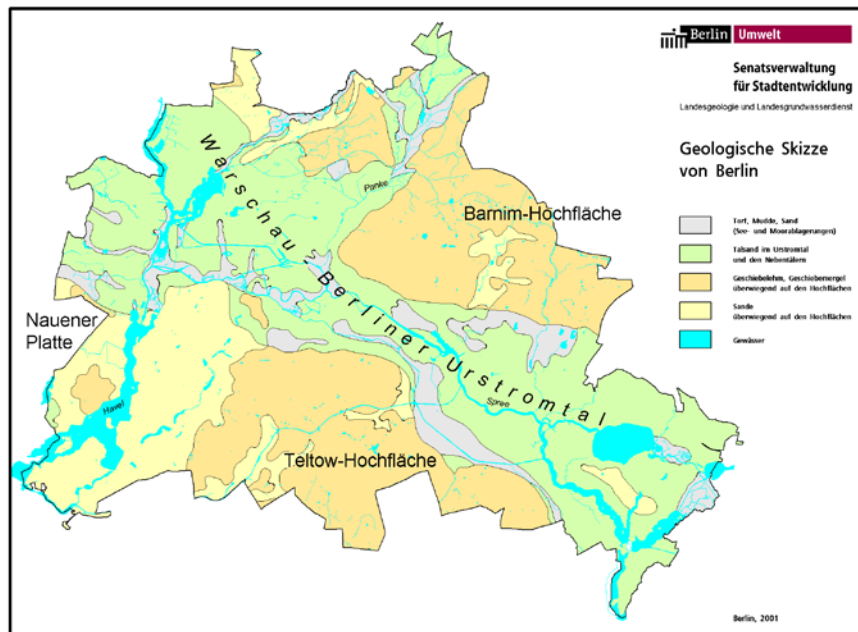 Berlin Umwelt
Senatsverwaltung
für Stadtentwicklung
Landesgeologie und Landesgrundwasserdienst
Geologische Skizze
von Berlin
Torf, Mudde, Sand
(See- und Moorablagerungen)
Talsand im Urstromtal
und den Nebentälern
Geschiebelehm, Geschiebemergel
überwiegend auf den Hochflächen
Sande
überwiegend auf den Hochflächen
Gewässer
Warschau - Berliner Urstromtal
Panke
Barnim-Hochfläche
Nauener
Platte
Havel
Spree
Teltow-Hochfläche
Berlin, 2001